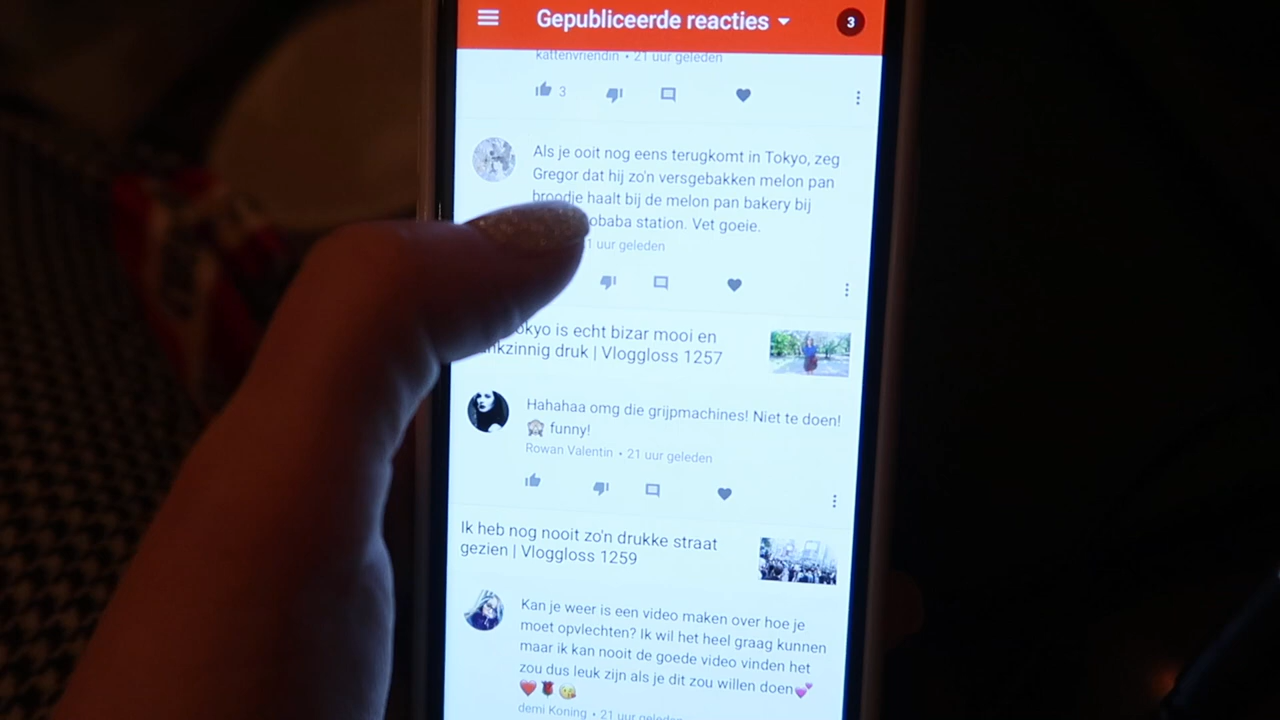 Gepubliceerde reacties
3
kattenvriendin • 21 uur geleden
3
Als je ooit nog eens terugkomt in Tokyo, zeg
Gregor dat hij zo'n versgebakken melon pan
broodje haalt bij de melon pan bakery bij
obaba station. Vet goeie.
1 uur geleden
okyo is echt bizar mooi en
nkzinnig druk | Vloggloss 1257
Hahahaa omg die grijpmachines! Niet te doen!
🙈 funny!
Rowan Valentin • 21 uur geleden
Ik heb nog nooit zo'n drukke straat
gezien | Vloggloss 1259
Kan je weer is een video maken over hoe je
moet opvlechten? Ik wil het heel graag kunnen
maar ik kan nooit de goede video vinden het
zou dus leuk zijn als je dit zou willen doen💕
❤️🌹😘
demi Koning • 21 uur geleden